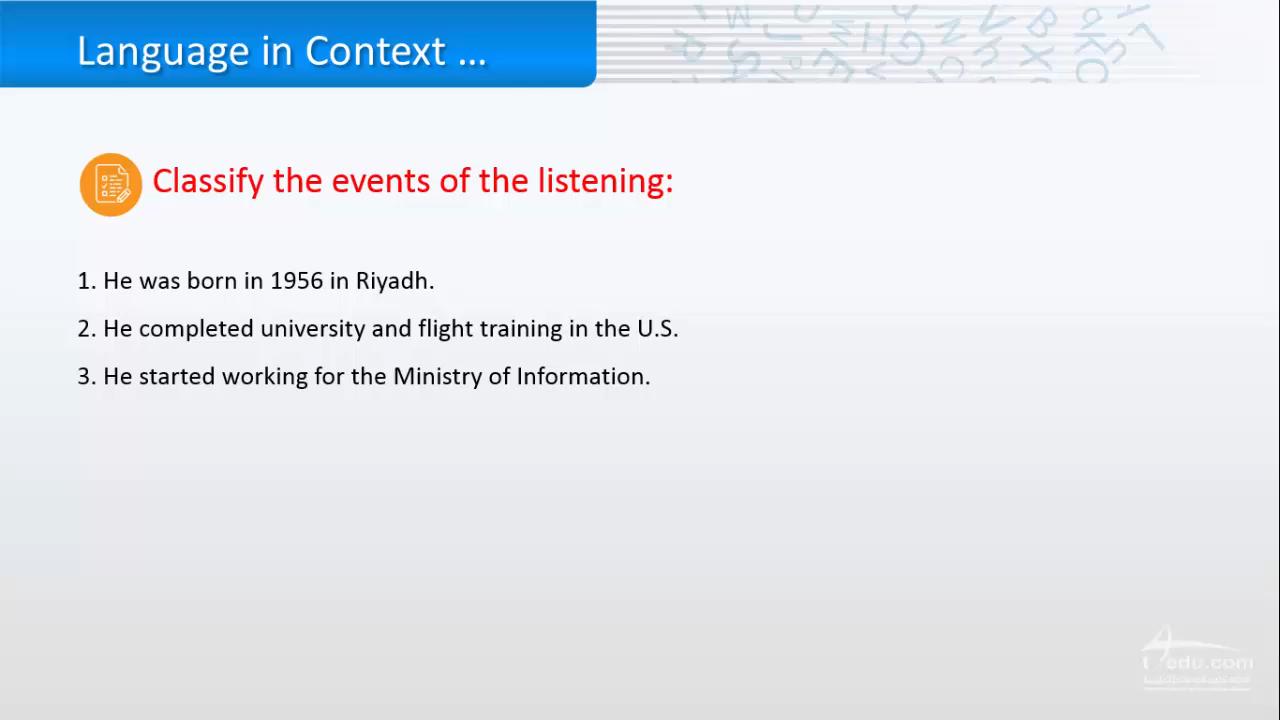 Language in Context ...
Classify the events of the listening:
1. He was born in 1956 in Riyadh.
2. He completed university and flight training in the U.S.
3. He started working for the Ministry of Information.